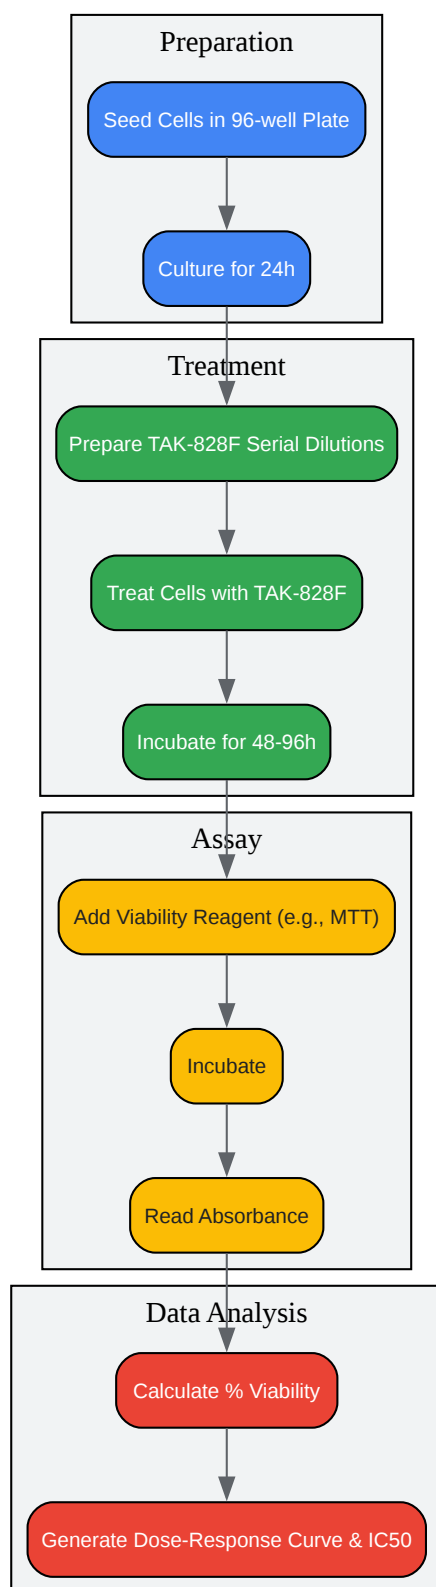 Preparation
Seed Cells in 96-well Plate
Culture for 24h
Treatment
Prepare TAK-828F Serial Dilutions
Treat Cells with TAK-828F
Incubate for 48-96h
Assay
Add Viability Reagent (e.g., MTT)
Incubate
Read Absorbance
Data Analysis
Calculate % Viability
Generate Dose-Response Curve & IC50